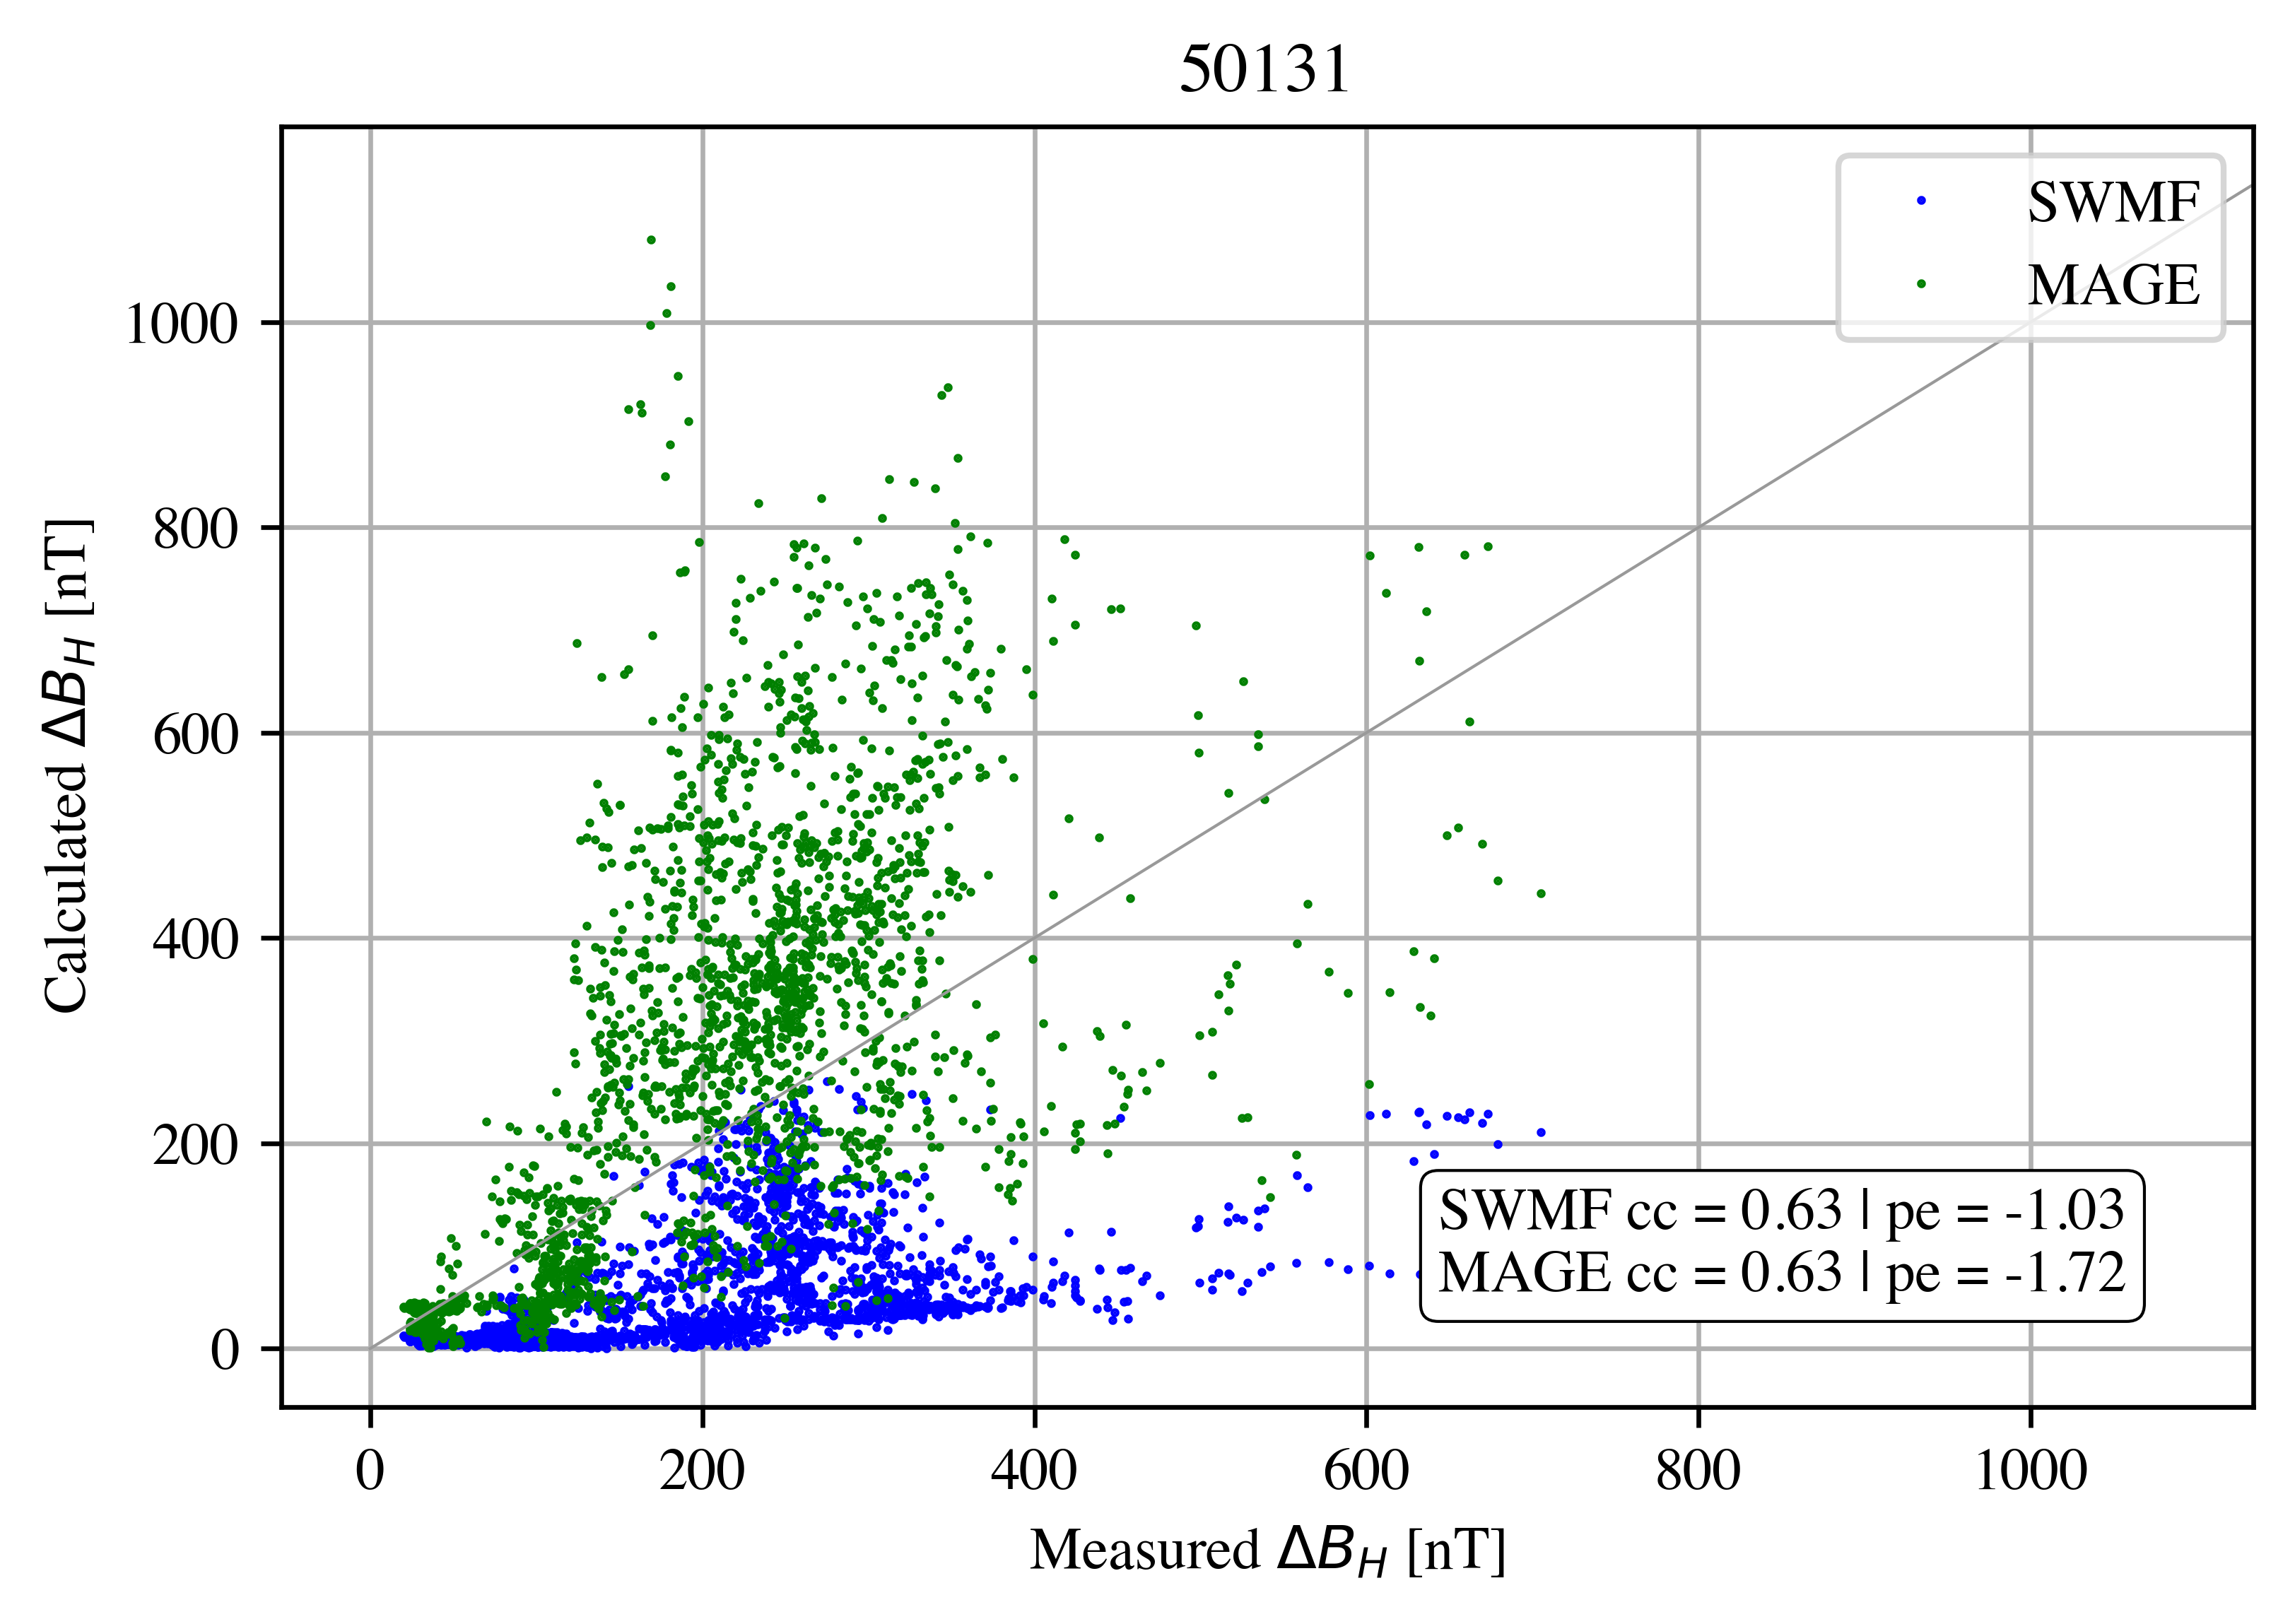 50131
SWMF
MAGE
1000
800
600
400
200
0
Calculated ΔB_H [nT]
SWMF cc = 0.63 | pe = -1.03
MAGE cc = 0.63 | pe = -1.72
0 200 400 600 800 1000
Measured ΔB_H [nT]